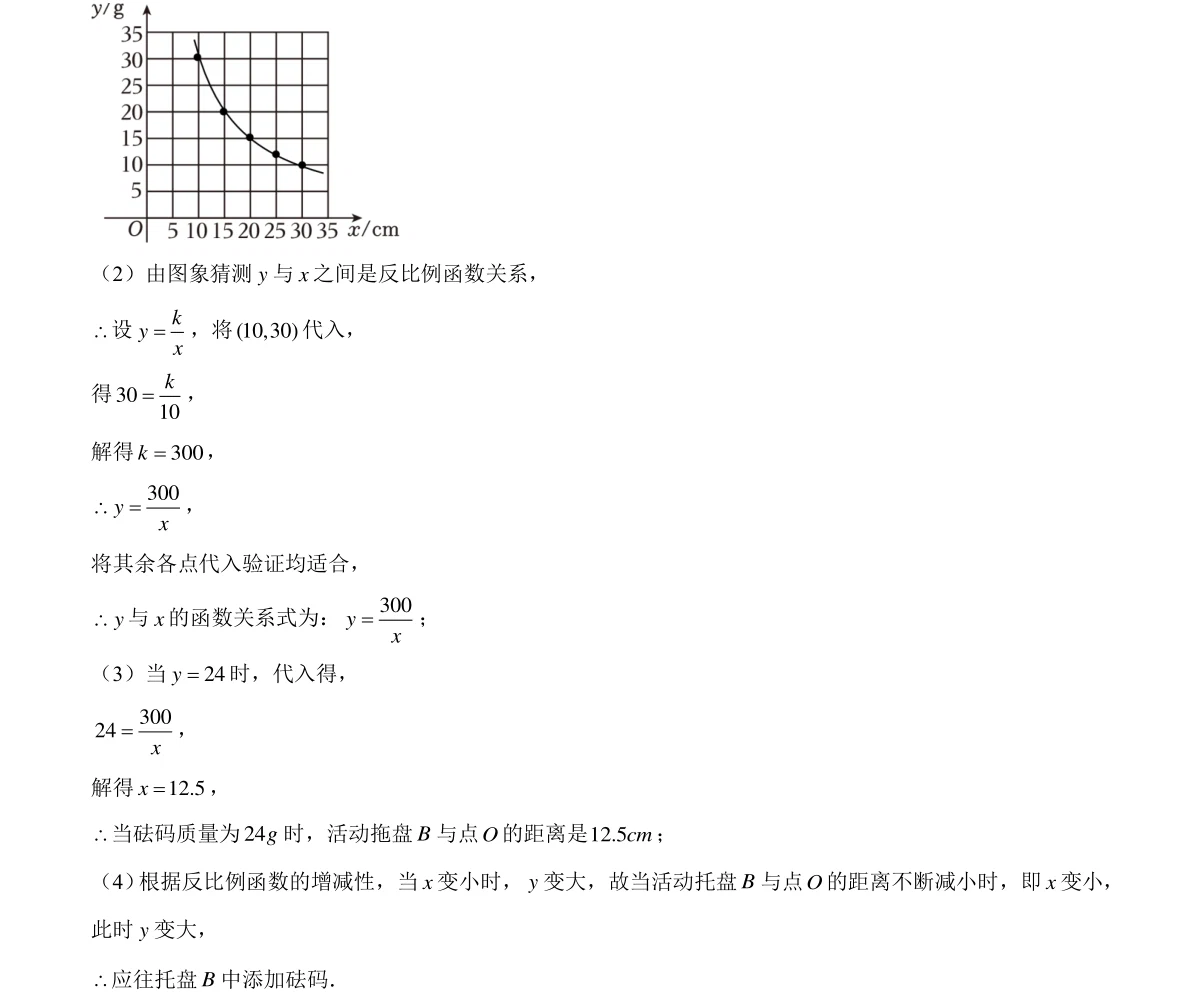 y/g
35
30
25
20
15
10
5
O 5 10 15 20 25 30 35 x/cm
（2）由图象猜测 y 与 x 之间是反比例函数关系，
∴设 y = k/x ，将 (10,30) 代入，
得 30 = k/10 ，
解得 k = 300，
∴ y = 300/x ，
将其余各点代入验证均适合，
∴ y 与 x 的函数关系式为： y = 300/x ；
（3）当 y = 24 时，代入得，
24 = 300/x ，
解得 x = 12.5 ，
∴当砝码质量为 24g 时，活动拖盘 B 与点 O 的距离是12.5cm ；
（4）根据反比例函数的增减性，当 x 变小时， y 变大，故当活动托盘 B 与点 O 的距离不断减小时，即 x 变小，
此时 y 变大，
∴应往托盘 B 中添加砝码．